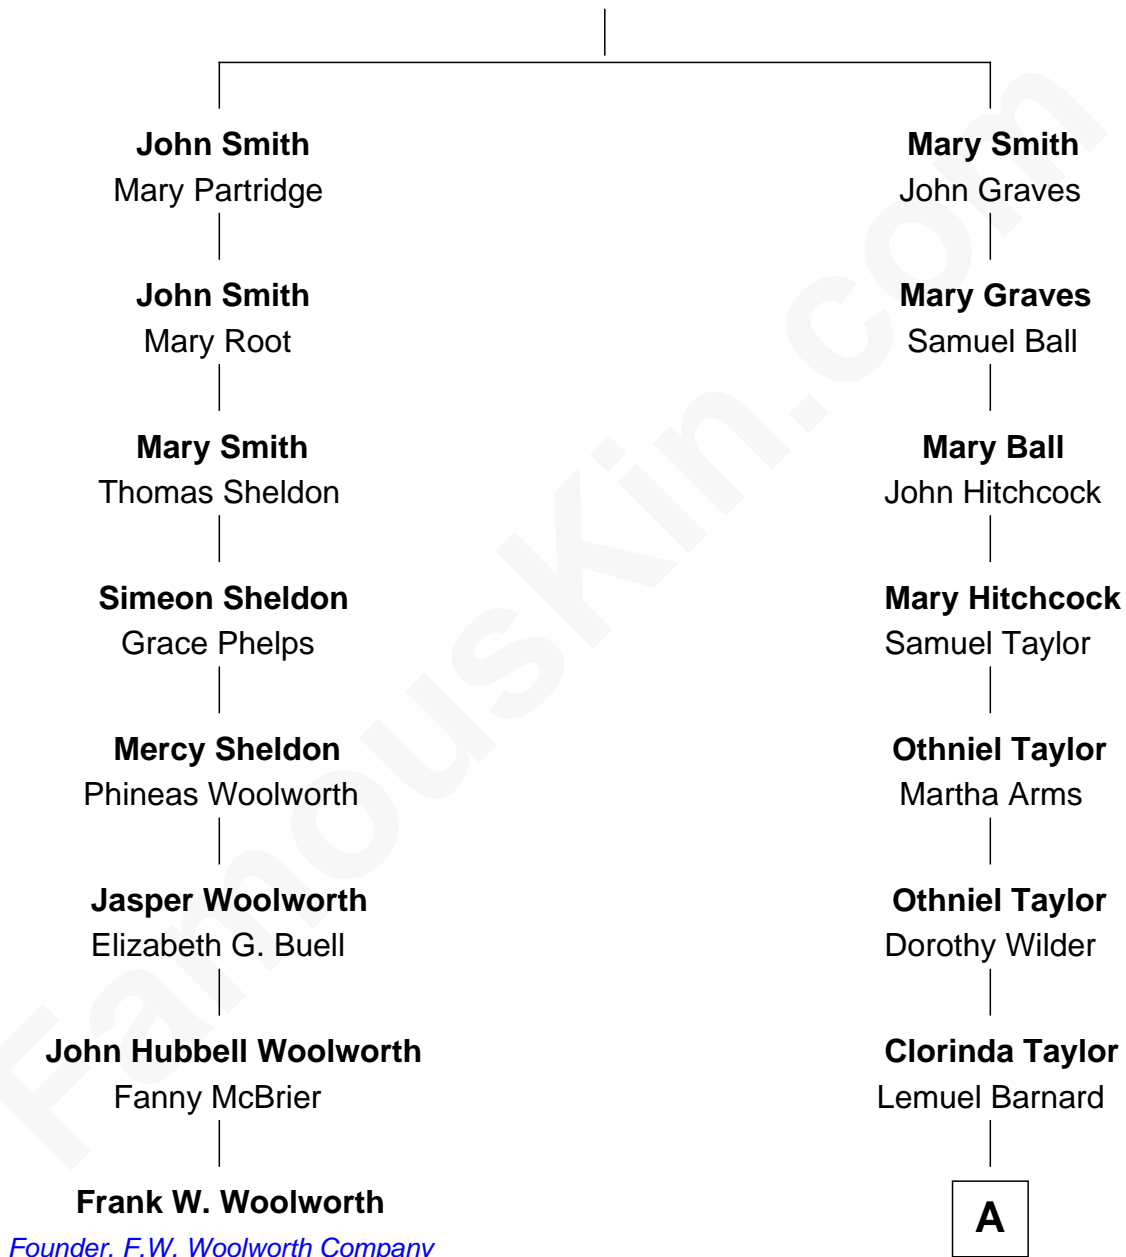 John Smith
Mary Partridge
John Smith
Mary Root
Mary Smith
Thomas Sheldon
Simeon Sheldon
Grace Phelps
Mercy Sheldon
Phineas Woolworth
Jasper Woolworth
Elizabeth G. Buell
John Hubbell Woolworth
Fanny McBrier
Frank W. Woolworth
Founder, F.W. Woolworth Company
Mary Smith
John Graves
Mary Graves
Samuel Ball
Mary Ball
John Hitchcock
Mary Hitchcock
Samuel Taylor
Othniel Taylor
Martha Arms
Othniel Taylor
Dorothy Wilder
Clorinda Taylor
Lemuel Barnard
A
FamousKin.com